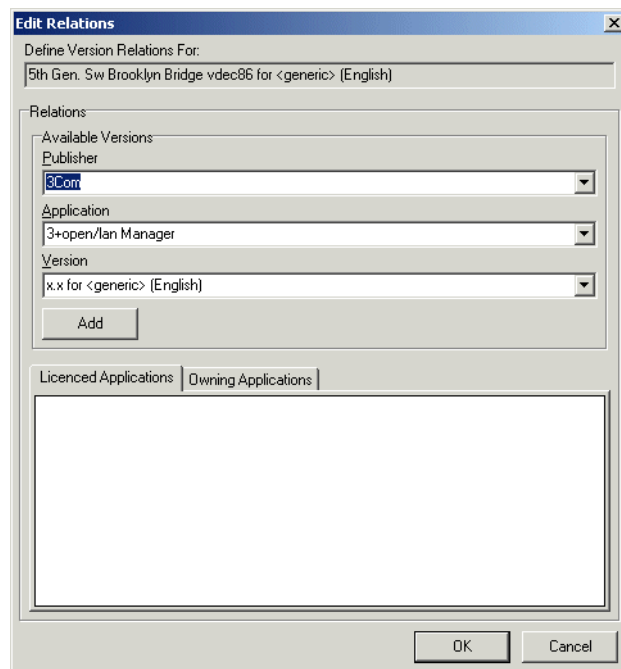 Edit Relations
Define Version Relations For:
5th Gen. Sw Brooklyn Bridge vdec86 for <generic> (English)
Relations
Available Versions
Publisher
3Com
Application
3+open/lan Manager
Version
x.x for <generic> (English)
Add
Licenced Applications
Owning Applications
OK
Cancel